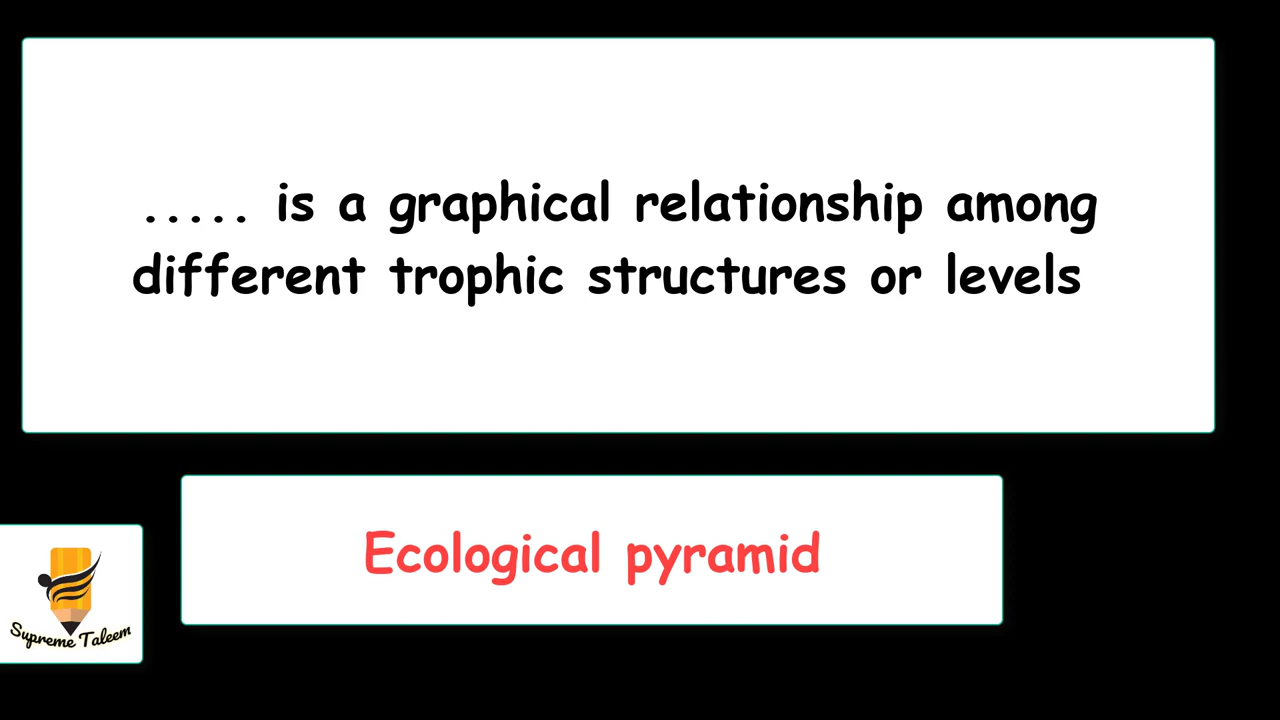 ..... is a graphical relationship among
different trophic structures or levels
Ecological pyramid
Supreme Taleem